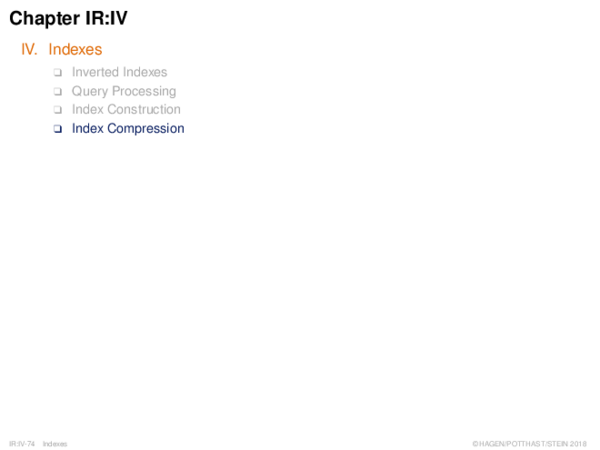 Chapter IR:IV
IV. Indexes
❑ Inverted Indexes
❑ Query Processing
❑ Index Construction
❑ Index Compression
IR:IV-74 Indexes ©HAGEN/POTTHAST/STEIN 2018